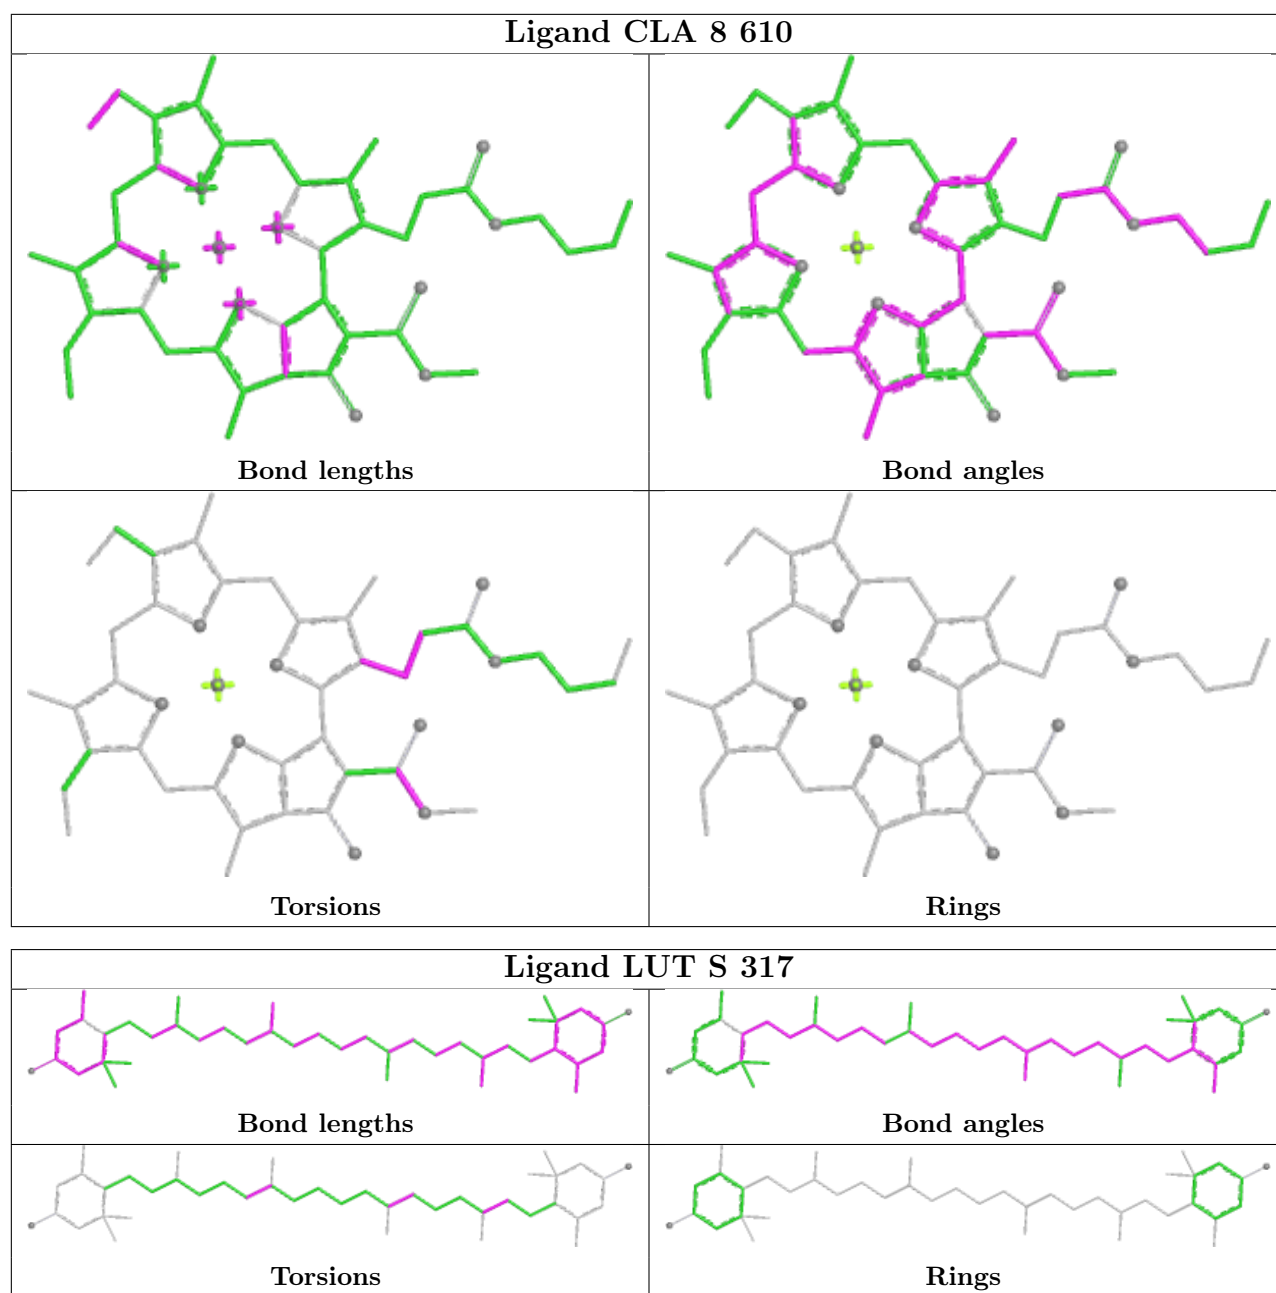 Ligand CLA 8 610
Bond lengths
Bond angles
Torsions
Rings
Ligand LUT S 317
Bond lengths
Bond angles
Torsions
Rings